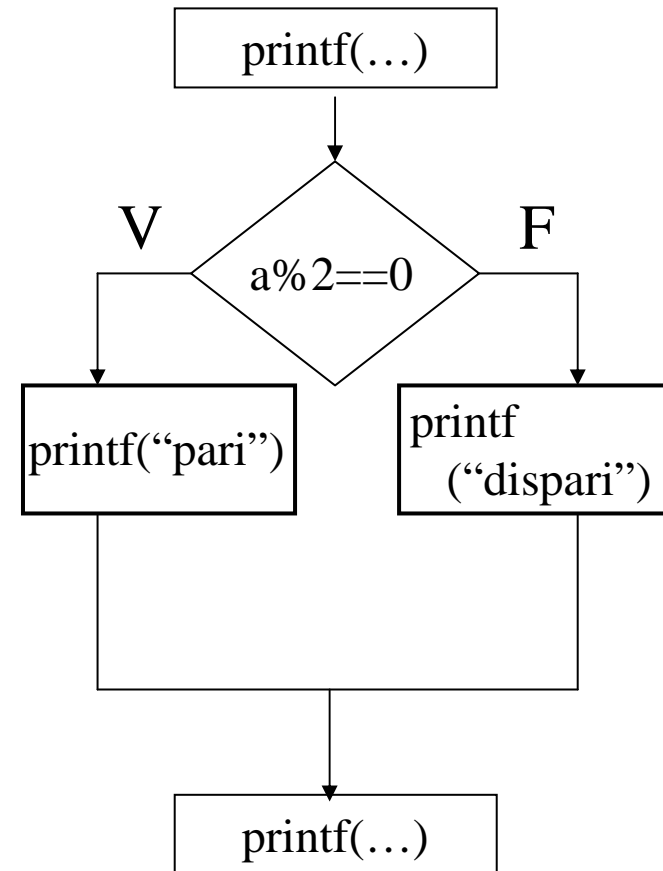 printf(…)
V
F
a%2==0
printf(“pari”)
printf
(“dispari”)
printf(…)